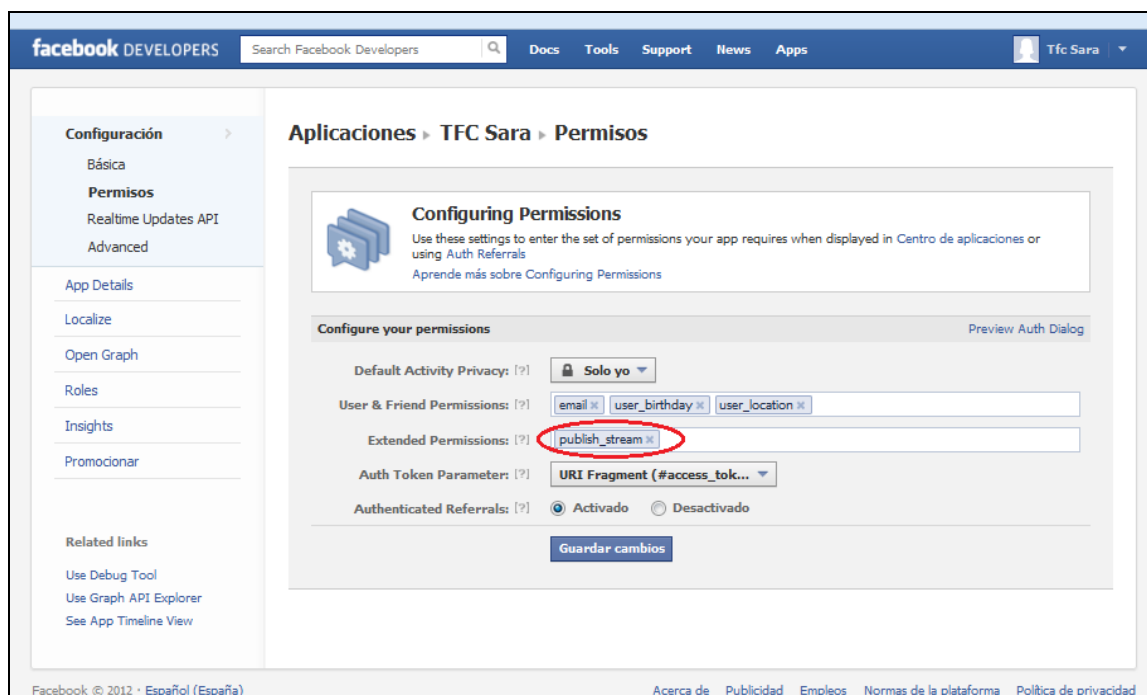 facebook DEVELOPERS Search Facebook Developers Docs Tools Support News Apps Tfc Sara
Configuración
Básica
Permisos
Realtime Updates API
Advanced
App Details
Localize
Open Graph
Roles
Insights
Promocionar
Related links
Use Debug Tool
Use Graph API Explorer
See App Timeline View
Aplicaciones ▸ TFC Sara ▸ Permisos
Configuring Permissions
Use these settings to enter the set of permissions your app requires when displayed in Centro de aplicaciones or
using Auth Referrals
Aprende más sobre Configuring Permissions
Configure your permissions Preview Auth Dialog
Default Activity Privacy: [?] Solo yo
User & Friend Permissions: [?] email × user_birthday × user_location ×
Extended Permissions: [?] publish_stream ×
Auth Token Parameter: [?] URI Fragment (#access_tok...
Authenticated Referrals: [?] Activado Desactivado
Guardar cambios
Facebook © 2012 · Español (España) Acerca de Publicidad Empleos Normas de la plataforma Política de privacidad